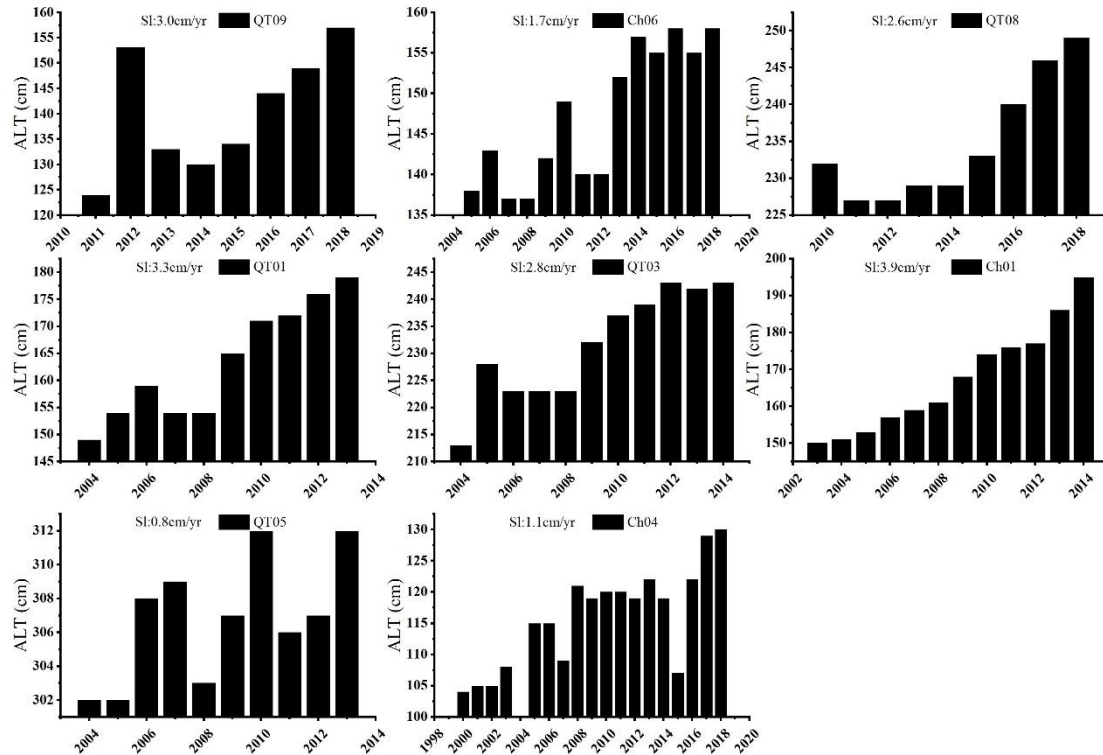 Sl:3.0cm/yr QT09
ALT (cm)
160
155
150
145
140
135
130
125
120
2010 2011 2012 2013 2014 2015 2016 2017 2018 2019
Sl:1.7cm/yr Ch06
ALT (cm)
160
155
150
145
140
135
2004 2006 2008 2010 2012 2014 2016 2018 2020
Sl:2.6cm/yr QT08
ALT (cm)
250
245
240
235
230
225
2010 2012 2014 2016 2018
Sl:3.3cm/yr QT01
ALT (cm)
180
175
170
165
160
155
150
145
2004 2006 2008 2010 2012 2014
Sl:2.8cm/yr QT03
ALT (cm)
245
240
235
230
225
220
215
210
2004 2006 2008 2010 2012 2014
Sl:3.9cm/yr Ch01
ALT (cm)
200
190
180
170
160
150
2002 2004 2006 2008 2010 2012 2014
Sl:0.8cm/yr QT05
ALT (cm)
312
310
308
306
304
302
2004 2006 2008 2010 2012 2014
Sl:1.1cm/yr Ch04
ALT (cm)
130
125
120
115
110
105
100
1998 2000 2002 2004 2006 2008 2010 2012 2014 2016 2018 2020